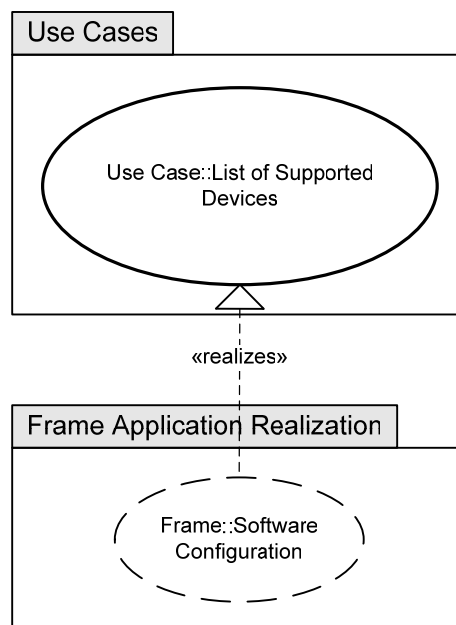 Use Cases
Use Case::List of Supported
Devices
«realizes»
Frame Application Realization
Frame::Software
Configuration